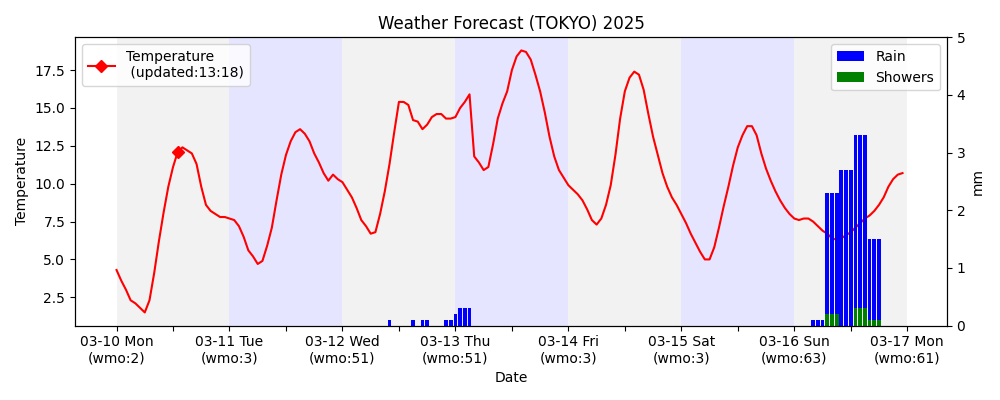 Weather Forecast (TOKYO) 2025
Temperature
(updated:13:18)
Rain
Showers
17.5
15.0
12.5
10.0
7.5
5.0
2.5
Temperature
5
4
3
2
1
0
mm
03-10 Mon
(wmo:2)
03-11 Tue
(wmo:3)
03-12 Wed
(wmo:51)
03-13 Thu
(wmo:51)
03-14 Fri
(wmo:3)
03-15 Sat
(wmo:3)
03-16 Sun
(wmo:63)
03-17 Mon
(wmo:61)
Date